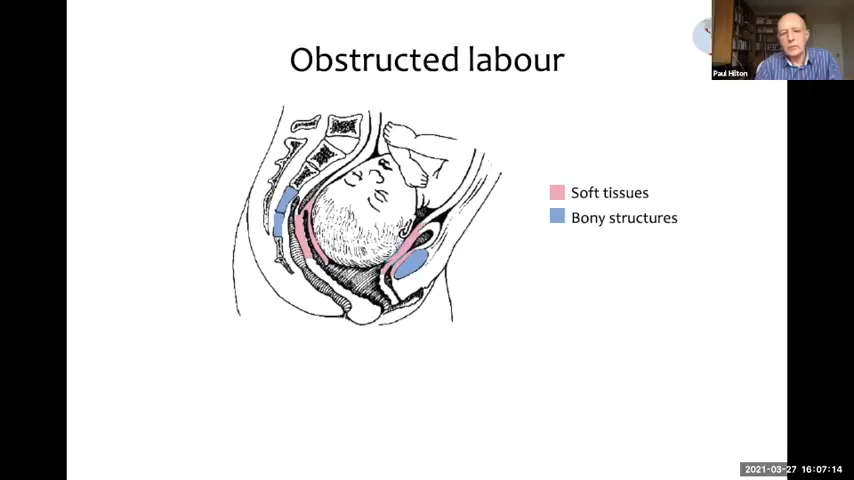 Obstructed labour
Paul Hilton
Soft tissues
Bony structures
2021-03-27 16:07:14